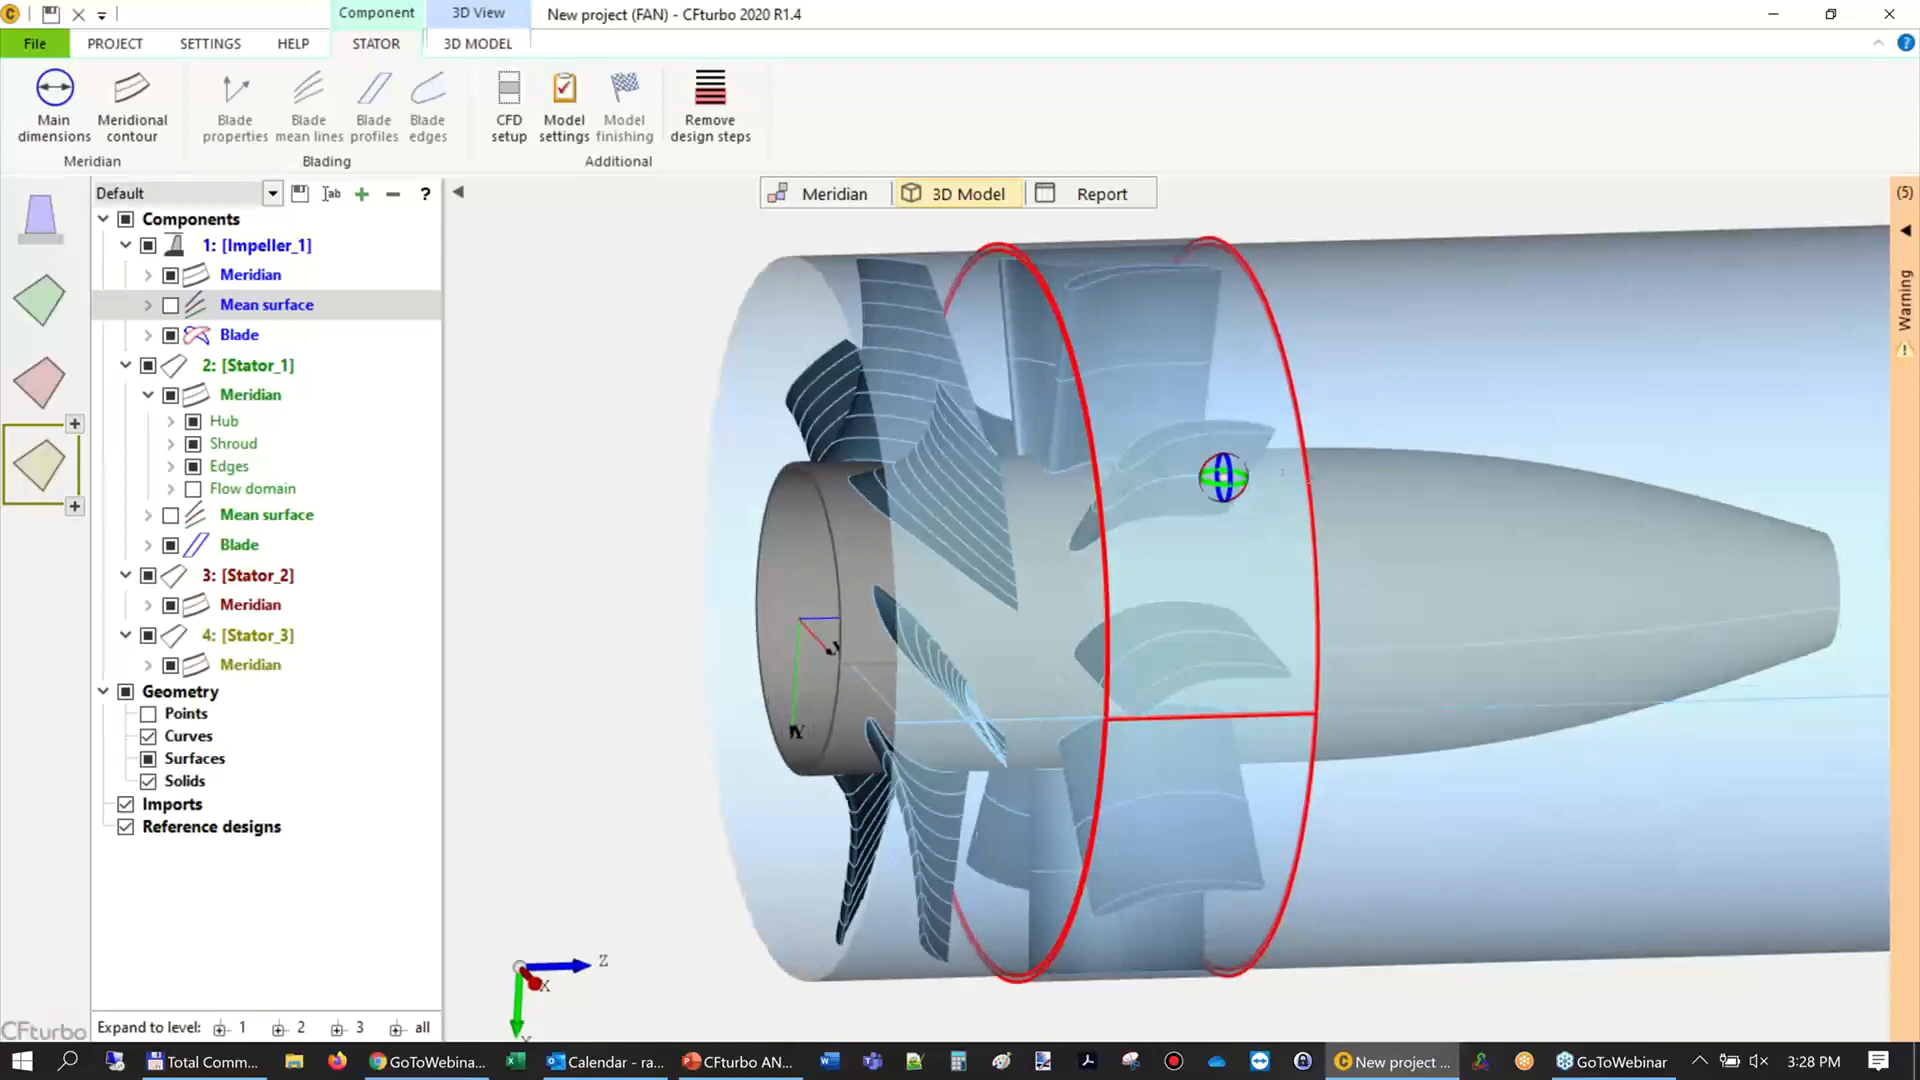 Component
3D View
New project (FAN) - CFturbo 2020 R1.4
File
PROJECT
SETTINGS
HELP
STATOR
3D MODEL
Main dimensions
Meridional contour
Blade properties
Blade mean lines
Blade profiles
Blade edges
CFD setup
Model settings
Model finishing
Remove design steps
Meridian
Blading
Additional
Default
ab
?
Meridian
3D Model
Report
(5)
Warning
Components
1: [Impeller_1]
Meridian
Mean surface
Blade
2: [Stator_1]
Meridian
Hub
Shroud
Edges
Flow domain
Mean surface
Blade
3: [Stator_2]
Meridian
4: [Stator_3]
Meridian
Geometry
Points
Curves
Surfaces
Solids
Imports
Reference designs
Z
X
Y
CFturbo
Expand to level: 1 2 3 all
Total Comm...
GoToWebina...
Calendar - ra...
CFturbo AN...
New project ...
GoToWebinar
3:28 PM